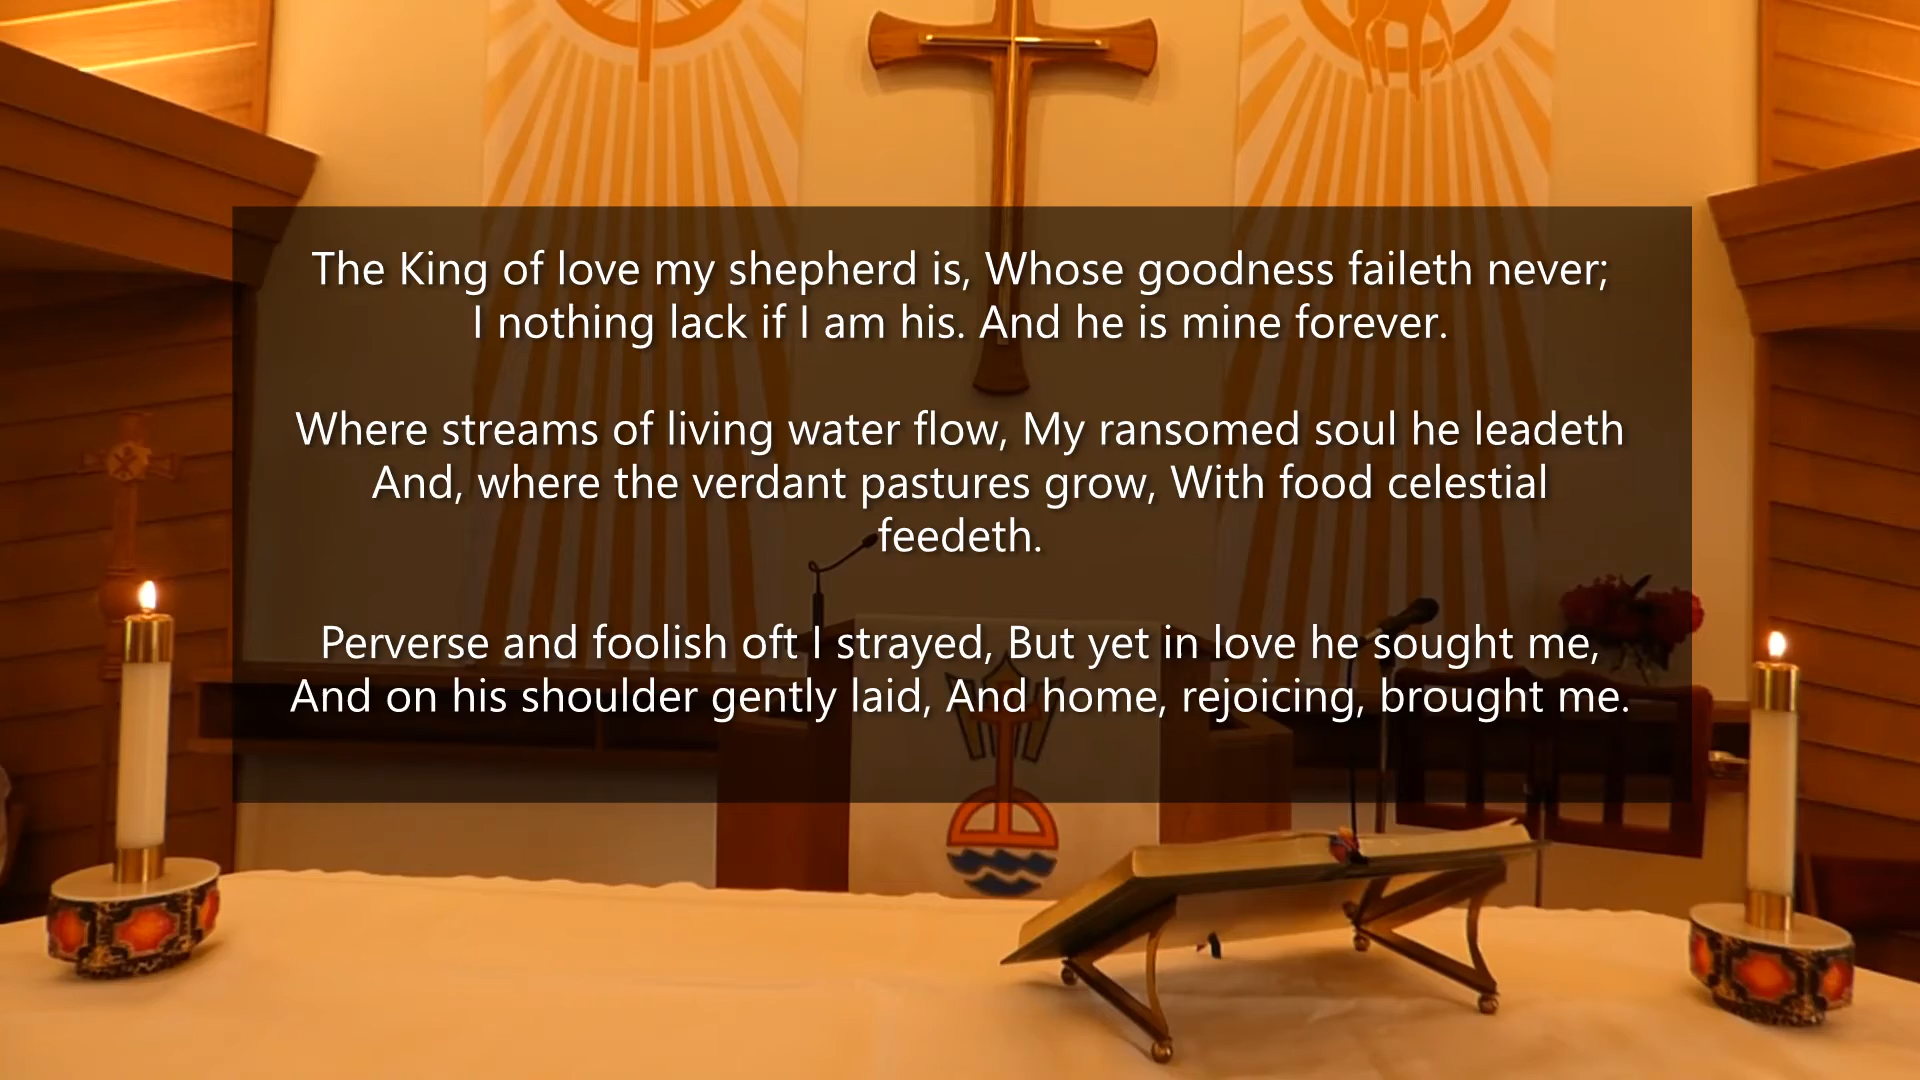 The King of love my shepherd is, Whose goodness faileth never;
I nothing lack if I am his. And he is mine forever.
Where streams of living water flow, My ransomed soul he leadeth
And, where the verdant pastures grow, With food celestial
feedeth.
Perverse and foolish oft I strayed, But yet in love he sought me,
And on his shoulder gently laid, And home, rejoicing, brought me.